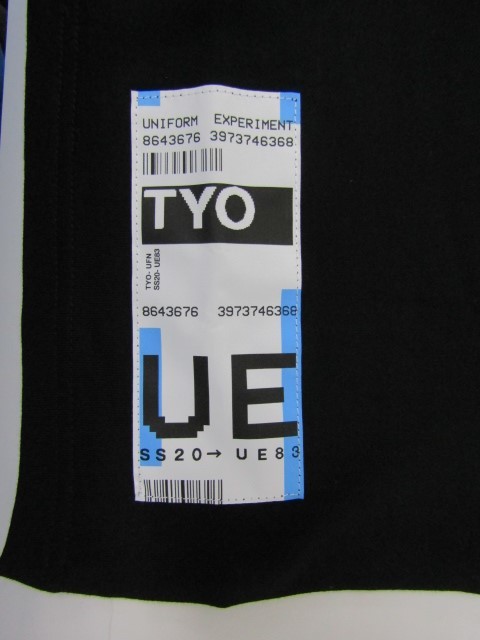 UNIFORM EXPERIMENT
8643676 3973746368
TYO
TYO- UFN
SS20- UE83
8643676 3973746368
UE
SS20→ UE83